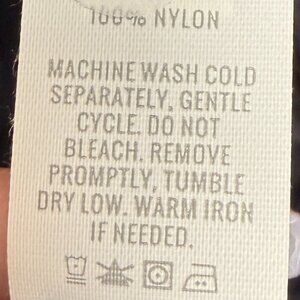 100% NYLON
MACHINE WASH COLD
SEPARATELY, GENTLE
CYCLE. DO NOT
BLEACH. REMOVE
PROMPTLY, TUMBLE
DRY LOW. WARM IRON
IF NEEDED.